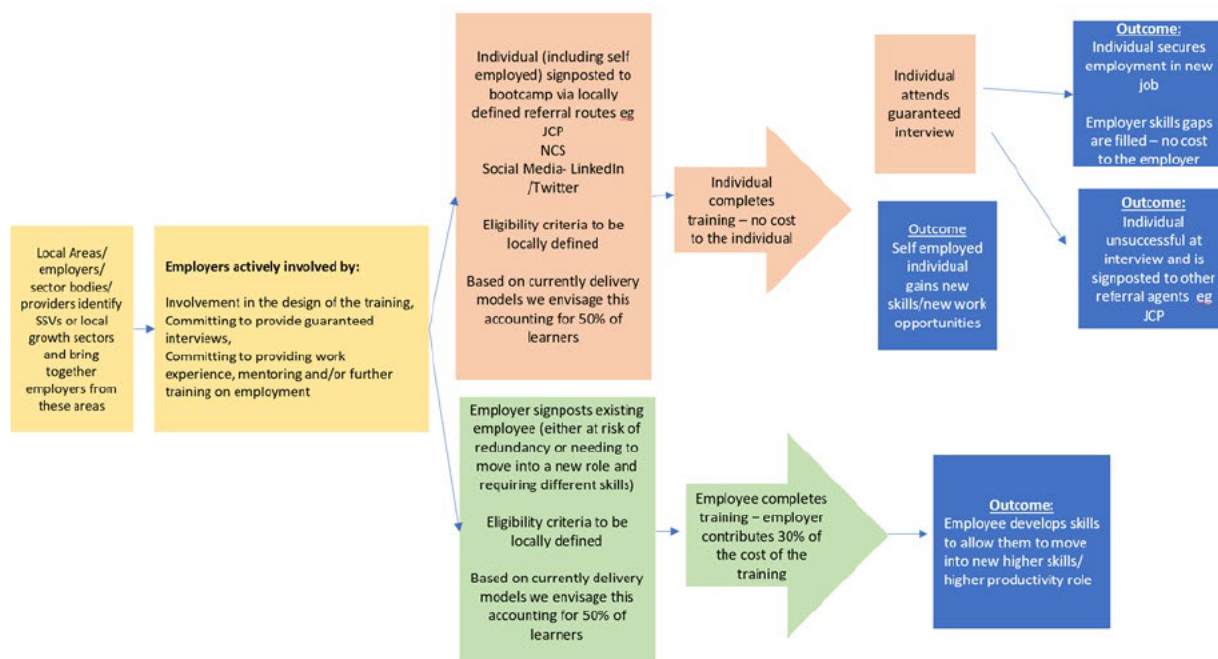 Local Areas/
employers/
sector bodies/
providers identify
SSVs or local
growth sectors
and bring
together
employers from
these areas
Employers actively involved by:
Involvement in the design of the training,
Committing to provide guaranteed
interviews,
Committing to providing work
experience, mentoring and/or further
training on employment
Individual (including self
employed) signposted to
bootcamp via locally
defined referral routes eg
JCP
NCS
Social Media- LinkedIn
/Twitter
Eligibility criteria to be
locally defined
Based on currently delivery
models we envisage this
accounting for 50% of
learners
Individual
completes
training – no cost
to the individual
Individual
attends
guaranteed
interview
Outcome
Self employed
individual
gains new
skills/new work
opportunities
Outcome:
Individual secures
employment in new
job
Employer skills gaps
are filled – no cost
to the employer
Outcome:
Individual
unsuccessful at
interview and is
signposted to other
referral agents eg
JCP
Employer signposts existing
employee (either at risk of
redundancy or needing to
move into a new role and
requiring different skills)
Eligibility criteria to be
locally defined
Based on currently delivery
models we envisage this
accounting for 50% of
learners
Employee completes
training – employer
contributes 30% of
the cost of the
training
Outcome:
Employee develops skills
to allow them to move
into new higher skills/
higher productivity role